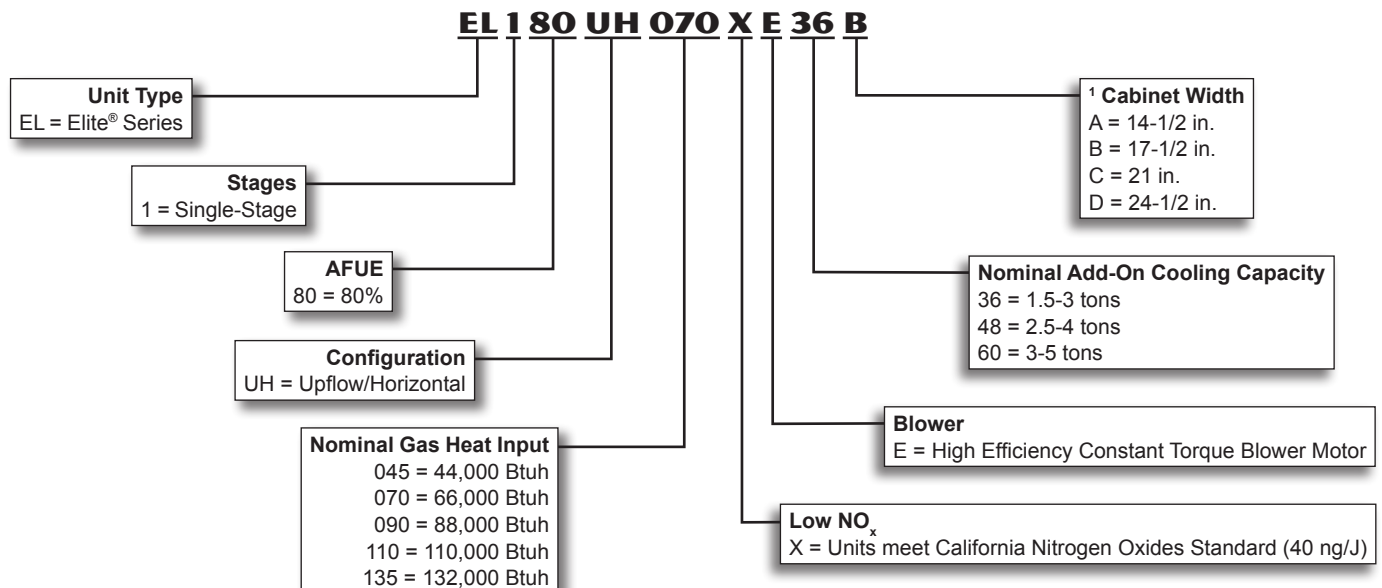 EL 1 80 UH 070 X E 36 B
Unit Type
EL = Elite® Series
Stages
1 = Single-Stage
AFUE
80 = 80%
Configuration
UH = Upflow/Horizontal
Nominal Gas Heat Input
045 = 44,000 Btuh
070 = 66,000 Btuh
090 = 88,000 Btuh
110 = 110,000 Btuh
135 = 132,000 Btuh
¹ Cabinet Width
A = 14-1/2 in.
B = 17-1/2 in.
C = 21 in.
D = 24-1/2 in.
Nominal Add-On Cooling Capacity
36 = 1.5-3 tons
48 = 2.5-4 tons
60 = 3-5 tons
Blower
E = High Efficiency Constant Torque Blower Motor
Low NOₓ
X = Units meet California Nitrogen Oxides Standard (40 ng/J)